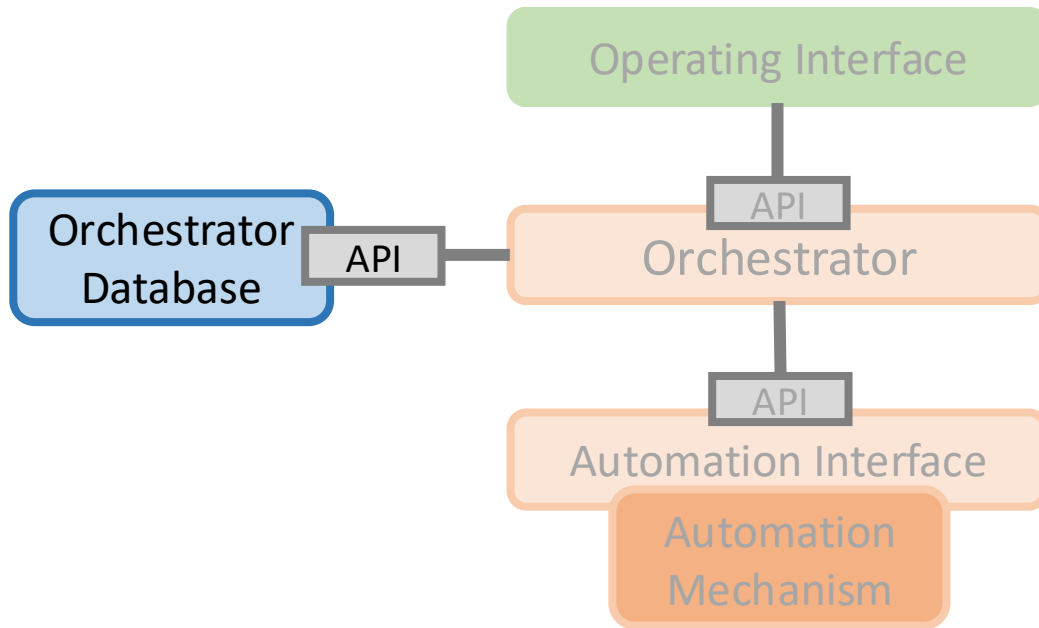 Operating Interface
API
Orchestrator
Orchestrator
Database
API
API
Automation Interface
Automation
Mechanism